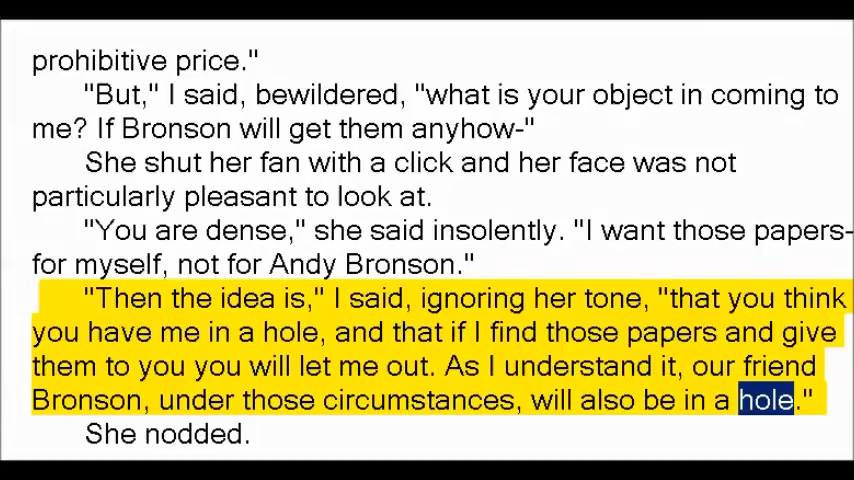 prohibitive price."
"But," I said, bewildered, "what is your object in coming to
me? If Bronson will get them anyhow-"
She shut her fan with a click and her face was not
particularly pleasant to look at.
"You are dense," she said insolently. "I want those papers-
for myself, not for Andy Bronson."
"Then the idea is," I said, ignoring her tone, "that you think
you have me in a hole, and that if I find those papers and give
them to you you will let me out. As I understand it, our friend
Bronson, under those circumstances, will also be in a hole."
She nodded.